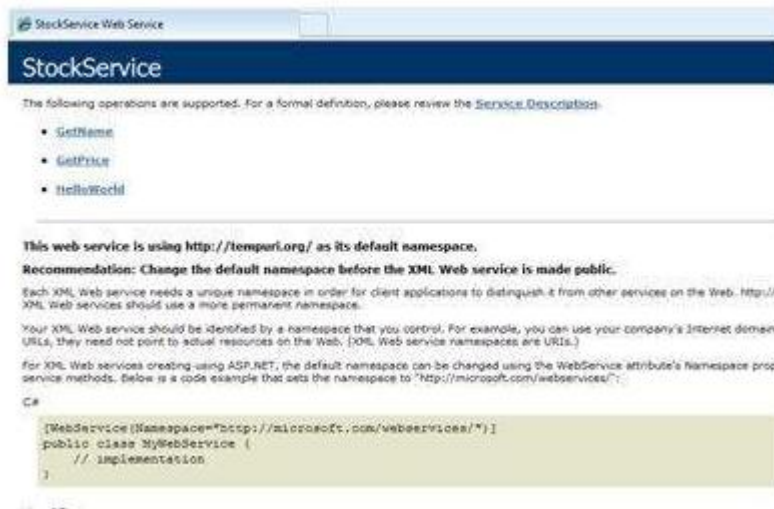 StockService Web Service
StockService
The following operations are supported. For a formal definition, please review the Service Description.
GetName
GetPrice
HelloWorld
This web service is using http://tempuri.org/ as its default namespace.
Recommendation: Change the default namespace before the XML Web service is made public.
Each XML Web service needs a unique namespace in order for client applications to distinguish it from other services on the Web. http://
XML Web services should use a more permanent namespace.
Your XML Web service should be identified by a namespace that you control. For example, you can use your company's Internet domain
URLs, they need not point to actual resources on the Web. (XML Web service namespaces are URIs.)
For XML Web services creating using ASP.NET, the default namespace can be changed using the WebService attribute's Namespace prop
service methods. Below is a code example that sets the namespace to "http://microsoft.com/webservices/":
C#
[WebService(Namespace="http://microsoft.com/webservices/")]
public class MyWebService {
// implementation
}